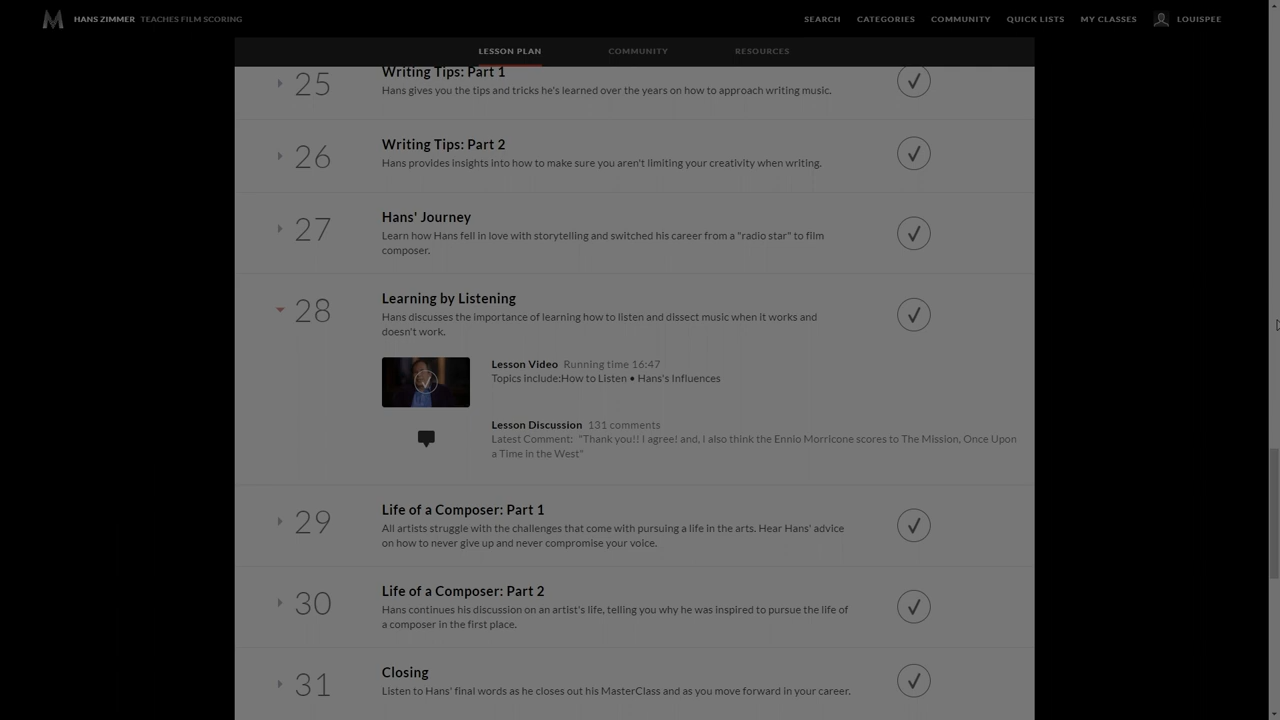 HANS ZIMMER TEACHES FILM SCORING
SEARCH CATEGORIES COMMUNITY QUICK LISTS MY CLASSES LOUISPEE
LESSON PLAN COMMUNITY RESOURCES
25 Writing Tips: Part 1
Hans gives you the tips and tricks he's learned over the years on how to approach writing music.
26 Writing Tips: Part 2
Hans provides insights into how to make sure you aren't limiting your creativity when writing.
27 Hans' Journey
Learn how Hans fell in love with storytelling and switched his career from a "radio star" to film
composer.
28 Learning by Listening
Hans discusses the importance of learning how to listen and dissect music when it works and
doesn't work.
Lesson Video Running time 16:47
Topics include:How to Listen • Hans's Influences
Lesson Discussion 131 comments
Latest Comment: "Thank you!! I agree! and, I also think the Ennio Morricone scores to The Mission, Once Upon
a Time in the West"
29 Life of a Composer: Part 1
All artists struggle with the challenges that come with pursuing a life in the arts. Hear Hans' advice
on how to never give up and never compromise your voice.
30 Life of a Composer: Part 2
Hans continues his discussion on an artist's life, telling you why he was inspired to pursue the life of
a composer in the first place.
31 Closing
Listen to Hans' final words as he closes out his MasterClass and as you move forward in your career.